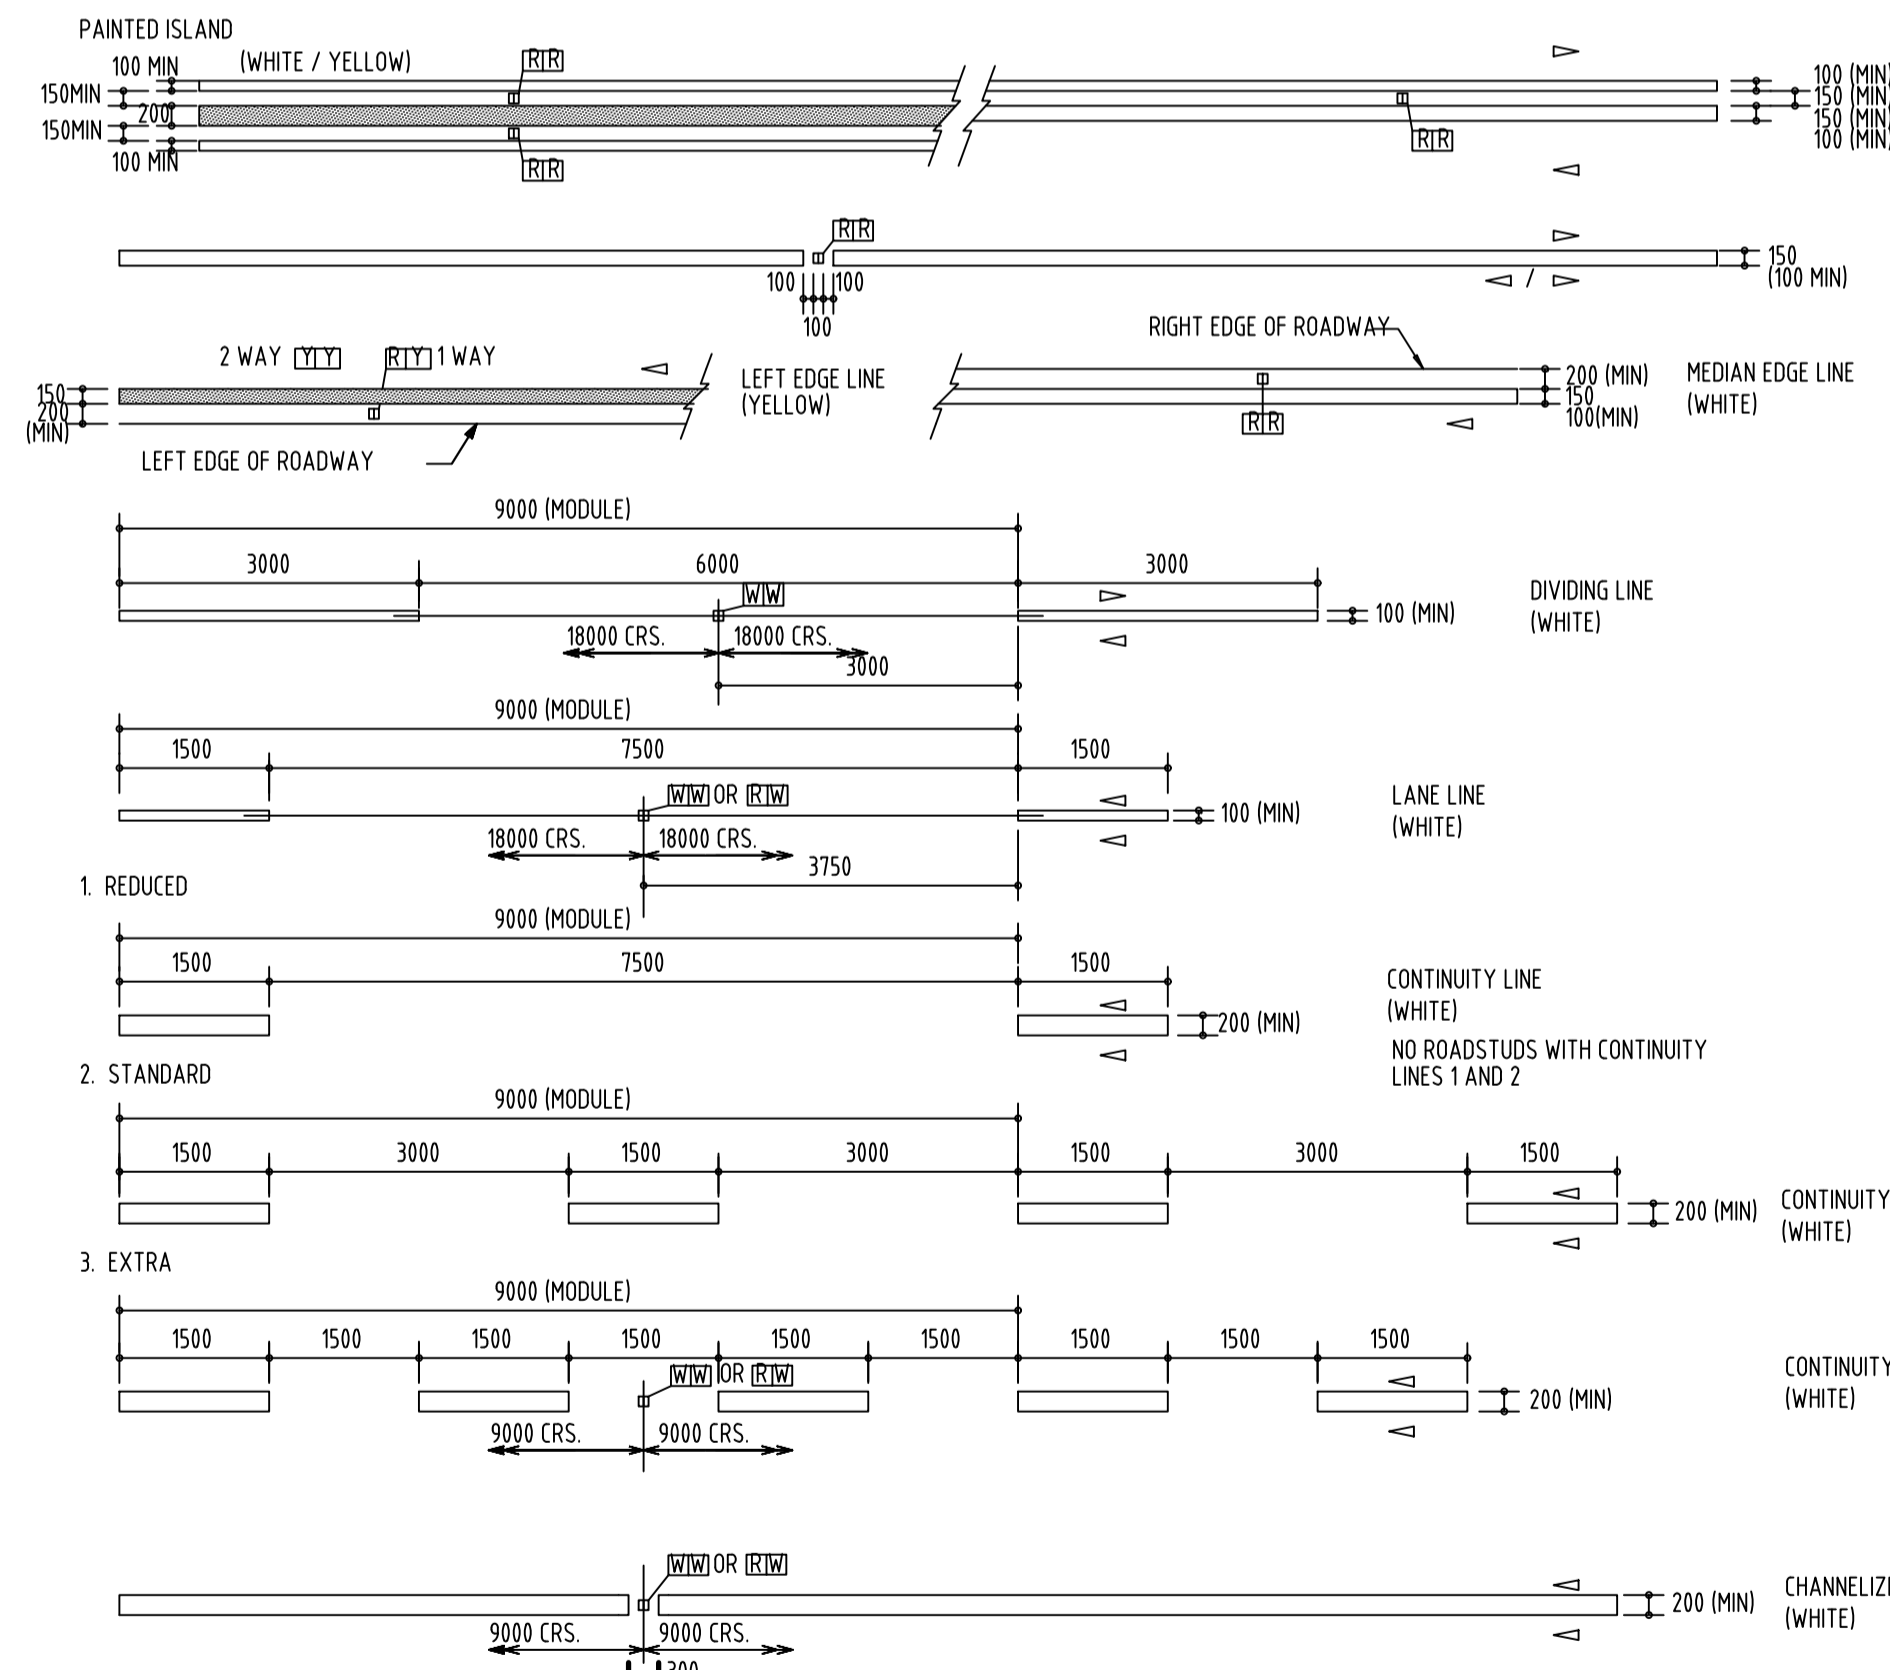 PAINTED ISLAND
(WHITE / YELLOW)
R R
100 MIN
150MIN
200
150MIN
100 MIN
R R
100 (MIN)
150 (MIN)
150 (MIN)
100 (MIN)
R R
R R
100
100
100
150
(100 MIN)
/
RIGHT EDGE OF ROADWAY
2 WAY Y Y
R Y 1 WAY
150
200
(MIN)
LEFT EDGE LINE
(YELLOW)
200 (MIN)
150
100(MIN)
MEDIAN EDGE LINE
(WHITE)
R R
LEFT EDGE OF ROADWAY
9000 (MODULE)
3000
6000
3000
W W
18000 CRS.
18000 CRS.
3000
100 (MIN)
DIVIDING LINE
(WHITE)
9000 (MODULE)
1500
7500
1500
W W OR R W
18000 CRS.
18000 CRS.
3750
100 (MIN)
LANE LINE
(WHITE)
1. REDUCED
9000 (MODULE)
1500
7500
1500
200 (MIN)
CONTINUITY LINE
(WHITE)
NO ROADSTUDS WITH CONTINUITY
LINES 1 AND 2
2. STANDARD
9000 (MODULE)
1500
3000
1500
3000
1500
3000
1500
200 (MIN)
CONTINUITY
(WHITE)
3. EXTRA
9000 (MODULE)
1500
1500
1500
1500
1500
1500
1500
1500
1500
W W OR R W
9000 CRS.
9000 CRS.
200 (MIN)
CONTINUITY
(WHITE)
W W OR R W
9000 CRS.
9000 CRS.
300
200 (MIN)
(WHITE)